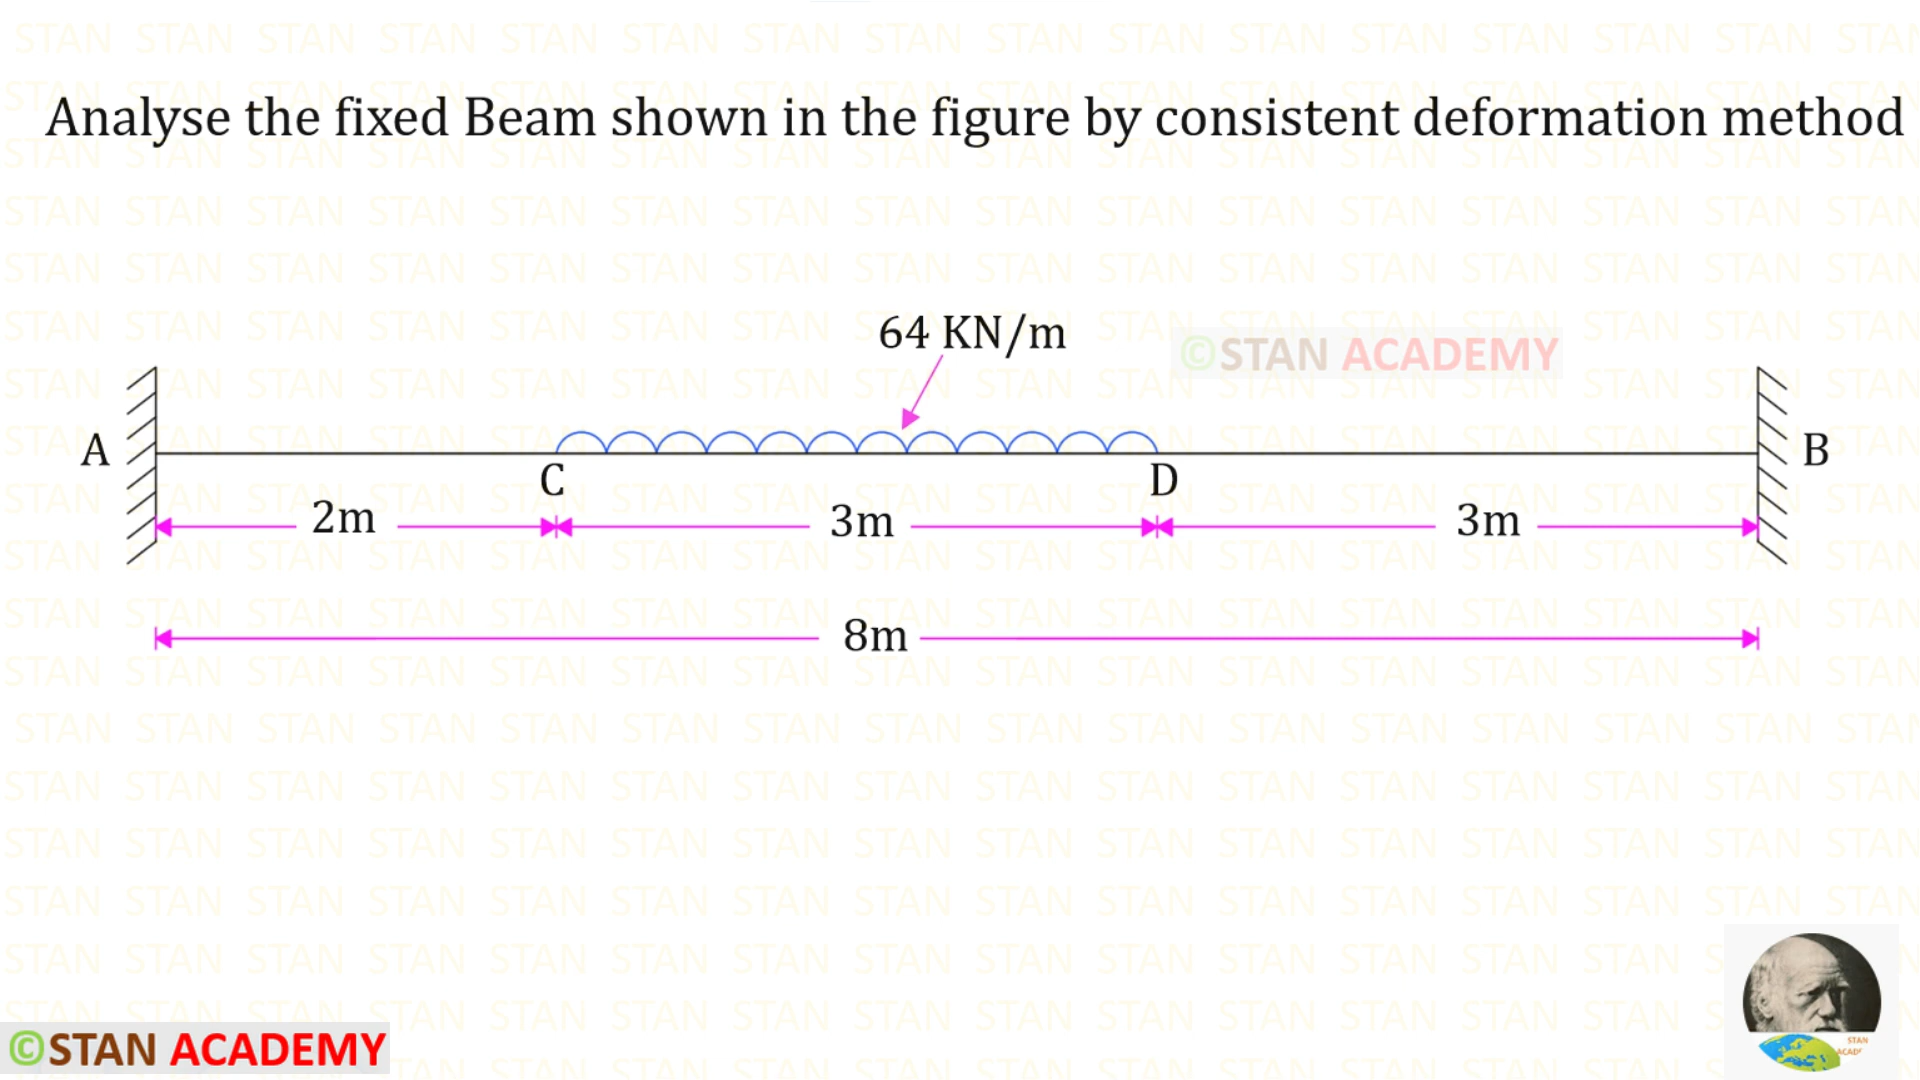 Analyse the fixed Beam shown in the figure by consistent deformation method
64 KN/m
©STAN ACADEMY
A
B
C
D
2m
3m
3m
8m
©STAN ACADEMY
STAN